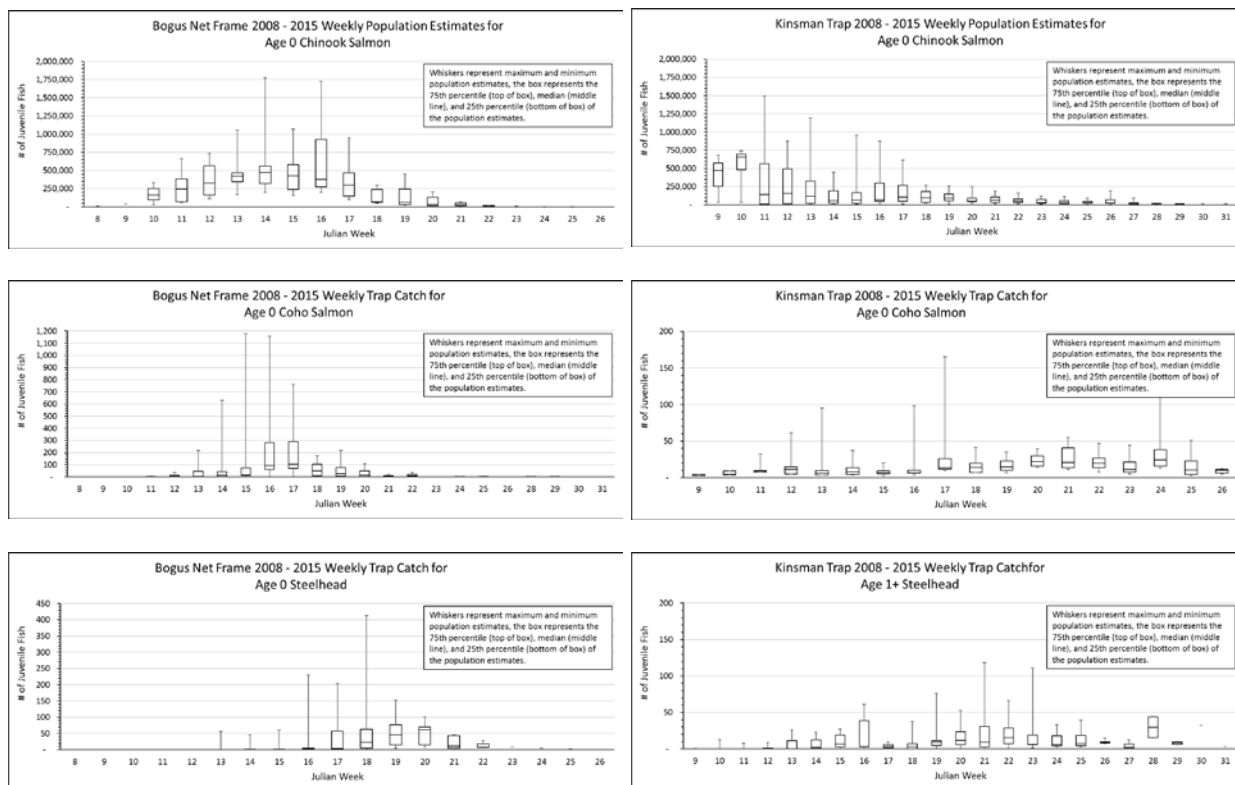 Bogus Net Frame 2008 - 2015 Weekly Population Estimates for
Age 0 Chinook Salmon
Whiskers represent maximum and minimum
population estimates, the box represents the
75th percentile (top of box), median (middle
line), and 25th percentile (bottom of box) of
the population estimates.
# of Juvenile Fish
2,000,000
1,750,000
1,500,000
1,250,000
1,000,000
750,000
500,000
250,000
-
8 9 10 11 12 13 14 15 16 17 18 19 20 21 22 23 24 25 26
Julian Week
Kinsman Trap 2008 - 2015 Weekly Population Estimates for
Age 0 Chinook Salmon
Whiskers represent maximum and minimum
population estimates, the box represents the
75th percentile (top of box), median (middle
line), and 25th percentile (bottom of box) of
the population estimates.
# of Juvenile Fish
2,000,000
1,750,000
1,500,000
1,250,000
1,000,000
750,000
500,000
250,000
-
9 10 11 12 13 14 15 16 17 18 19 20 21 22 23 24 25 26 27 28 29 30 31
Julian Week
Bogus Net Frame 2008 - 2015 Weekly Trap Catch for
Age 0 Coho Salmon
Whiskers represent maximum and minimum
population estimates, the box represents the
75th percentile (top of box), median (middle
line), and 25th percentile (bottom of box) of
the population estimates.
# of Juvenile Fish
1,200
1,100
1,000
900
800
700
600
500
400
300
200
100
-
8 9 10 11 12 13 14 15 16 17 18 19 20 21 22 23 24 25 26 27 28 29 30 31
Julian Week
Kinsman Trap 2008 - 2015 Weekly Trap Catch for
Age 0 Coho Salmon
Whiskers represent maximum and minimum
population estimates, the box represents the
75th percentile (top of box), median (middle
line), and 25th percentile (bottom of box) of
the population estimates.
# of Juvenile Fish
200
150
100
50
-
9 10 11 12 13 14 15 16 17 18 19 20 21 22 23 24 25 26
Julian Week
Bogus Net Frame 2008 - 2015 Weekly Trap Catch for
Age 0 Steelhead
Whiskers represent maximum and minimum
population estimates, the box represents the
75th percentile (top of box), median (middle
line), and 25th percentile (bottom of box) of
the population estimates.
# of Juvenile Fish
450
400
350
300
250
200
150
100
50
-
8 9 10 11 12 13 14 15 16 17 18 19 20 21 22 23 24 25 26
Julian Week
Kinsman Trap 2008 - 2015 Weekly Trap Catchfor
Age 1+ Steelhead
Whiskers represent maximum and minimum
population estimates, the box represents the
75th percentile (top of box), median (middle
line), and 25th percentile (bottom of box) of
the population estimates.
# of Juvenile Fish
200
150
100
50
-
9 10 11 12 13 14 15 16 17 18 19 20 21 22 23 24 25 26 27 28 29 30 31
Julian Week